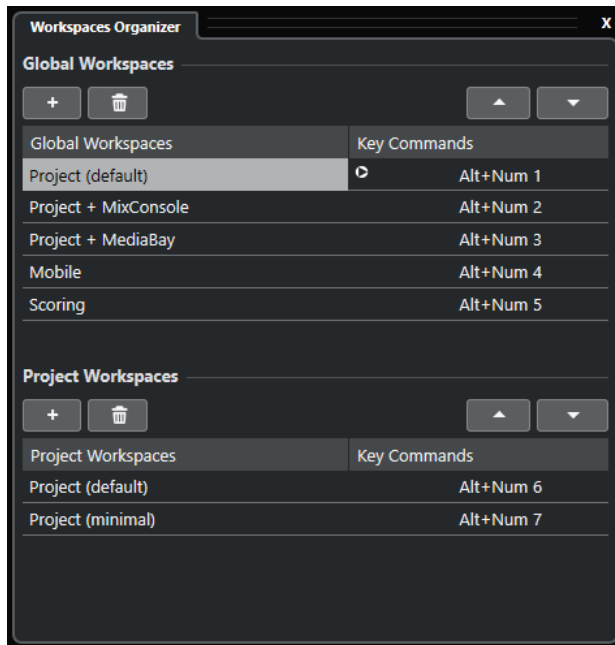 Workspaces Organizer X
Global Workspaces
+
Global Workspaces Key Commands
Project (default) Alt+Num 1
Project + MixConsole Alt+Num 2
Project + MediaBay Alt+Num 3
Mobile Alt+Num 4
Scoring Alt+Num 5
Project Workspaces
+
Project Workspaces Key Commands
Project (default) Alt+Num 6
Project (minimal) Alt+Num 7